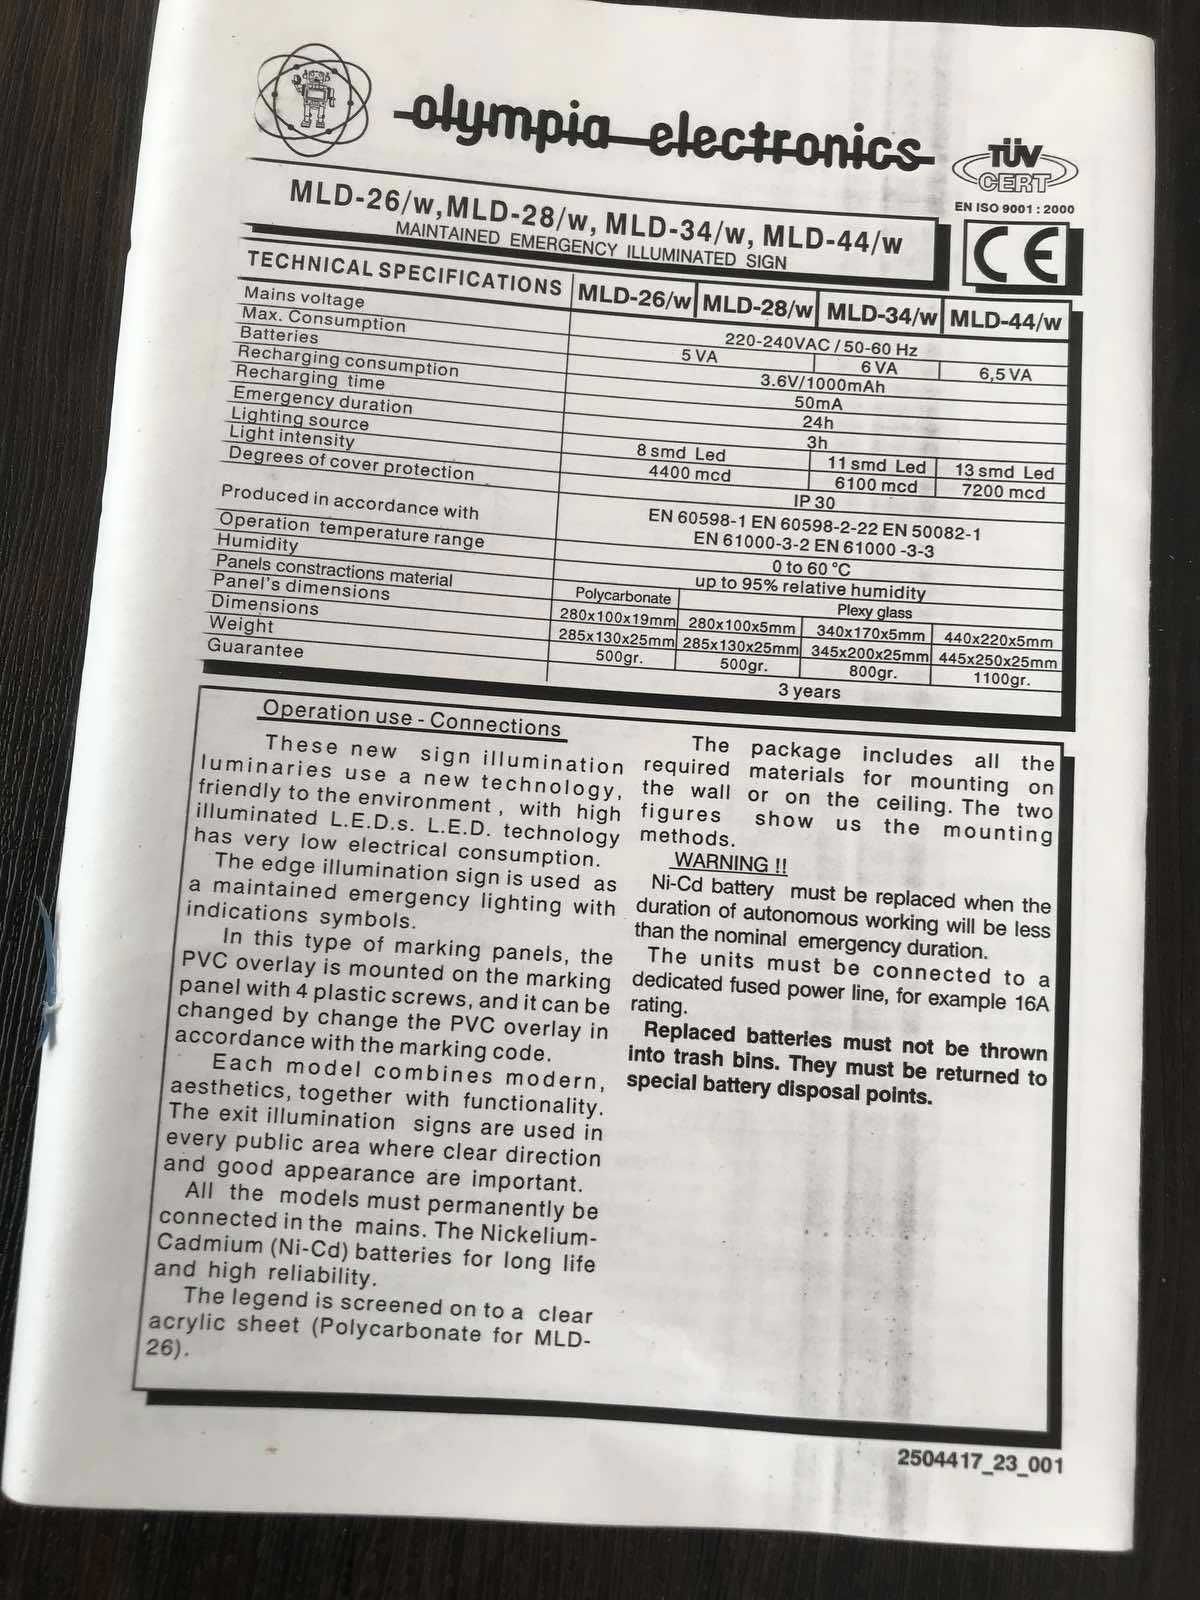 olympia electronics
TÜV
CERT
EN ISO 9001 : 2000
MLD-26/w, MLD-28/w, MLD-34/w, MLD-44/w
MAINTAINED EMERGENCY ILLUMINATED SIGN
CE
TECHNICAL SPECIFICATIONS MLD-26/w MLD-28/w MLD-34/w MLD-44/w
Mains voltage 220-240VAC / 50-60 Hz
Max. Consumption 5 VA 6 VA 6,5 VA
Batteries 3.6V/1000mAh
Recharging consumption 50mA
Recharging time 24h
Emergency duration 3h
Lighting source 8 smd Led 11 smd Led 13 smd Led
Light intensity 4400 mcd 6100 mcd 7200 mcd
Degrees of cover protection IP 30
Produced in accordance with EN 60598-1 EN 60598-2-22 EN 50082-1
EN 61000-3-2 EN 61000 -3-3
Operation temperature range 0 to 60 °C
Humidity up to 95% relative humidity
Panels constractions material Polycarbonate Plexy glass
Panel's dimensions 280x100x19mm 280x100x5mm 340x170x5mm 440x220x5mm
Dimensions 285x130x25mm 285x130x25mm 345x200x25mm 445x250x25mm
Weight 500gr. 500gr. 800gr. 1100gr.
Guarantee 3 years
Operation use - Connections
These new sign illumination
luminaries use a new technology,
friendly to the environment , with high
illuminated L.E.D.s. L.E.D. technology
has very low electrical consumption.
The edge illumination sign is used as
a maintained emergency lighting with
indications symbols.
In this type of marking panels, the
PVC overlay is mounted on the marking
panel with 4 plastic screws, and it can be
changed by change the PVC overlay in
accordance with the marking code.
Each model combines modern,
aesthetics, together with functionality.
The exit illumination signs are used in
every public area where clear direction
and good appearance are important.
All the models must permanently be
connected in the mains. The Nickelium-
Cadmium (Ni-Cd) batteries for long life
and high reliability.
The legend is screened on to a clear
acrylic sheet (Polycarbonate for MLD-
26).
The package includes all the
required materials for mounting on
the wall or on the ceiling. The two
figures show us the mounting
methods.
WARNING !!
Ni-Cd battery must be replaced when the
duration of autonomous working will be less
than the nominal emergency duration.
The units must be connected to a
dedicated fused power line, for example 16A
rating.
Replaced batteries must not be thrown
into trash bins. They must be returned to
special battery disposal points.
2504417_23_001